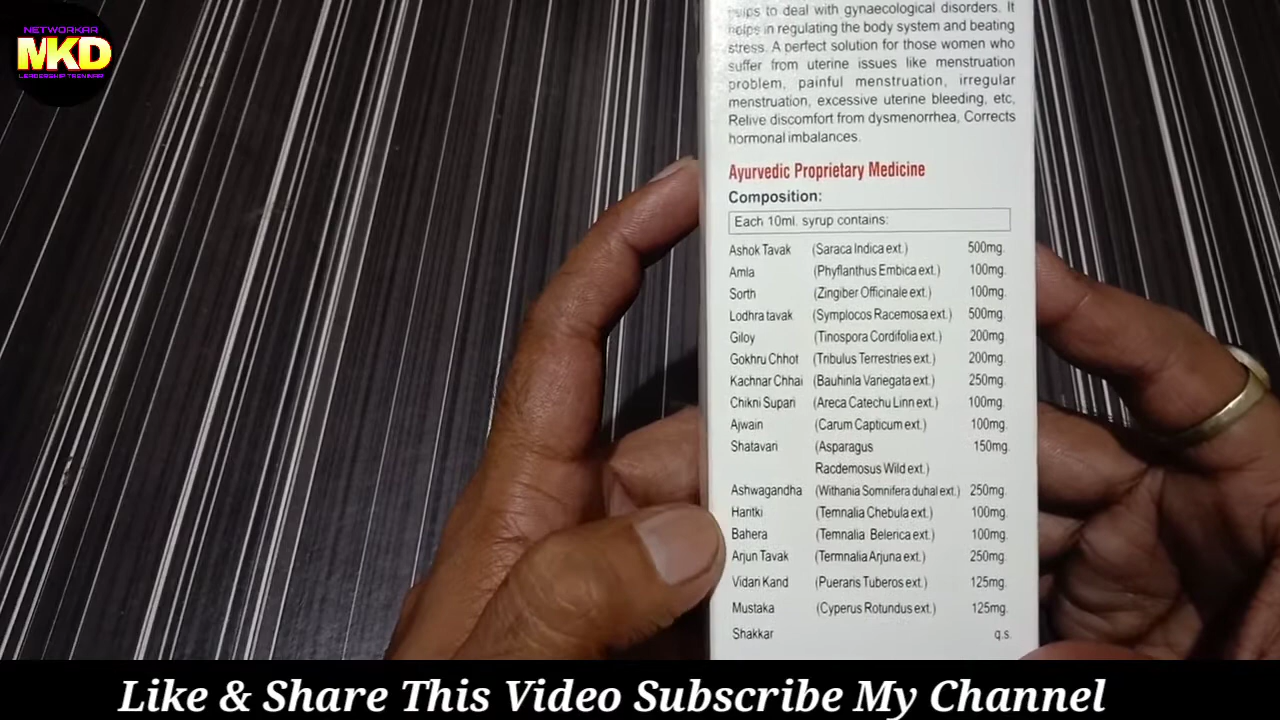 NETWORKAR
MKD
LEADERSHIP TREINNAR
helps to deal with gynaecological disorders. It
helps in regulating the body system and beating
stress. A perfect solution for those women who
suffer from uterine issues like menstruation
problem, painful menstruation, irregular
menstruation, excessive uterine bleeding, etc,
Relive discomfort from dysmenorrhea, Corrects
hormonal imbalances.
Ayurvedic Proprietary Medicine
Composition:
Each 10ml. syrup contains:
Ashok Tavak (Saraca Indica ext.) 500mg.
Amla (Phyflanthus Embica ext.) 100mg.
Sorth (Zingiber Officinale ext.) 100mg.
Lodhra tavak (Symplocos Racemosa ext.) 500mg.
Giloy (Tinospora Cordifolia ext.) 200mg.
Gokhru Chhot (Tribulus Terrestries ext.) 200mg.
Kachnar Chhai (Bauhinla Variegata ext.) 250mg.
Chikni Supari (Areca Catechu Linn ext.) 100mg.
Ajwain (Carum Capticum ext.) 100mg.
Shatavari (Asparagus 150mg.
Racdemosus Wild ext.)
Ashwagandha (Withania Somnifera duhal ext.) 250mg.
Haritki (Temnalia Chebula ext.) 100mg.
Bahera (Temnalia Belerica ext.) 100mg.
Arjun Tavak (Termnalia Arjuna ext.) 250mg.
Vidari Kand (Pueraris Tuberos ext.) 125mg.
Mustaka (Cyperus Rotundus ext.) 125mg.
Shakkar q.s.
Like & Share This Video Subscribe My Channel